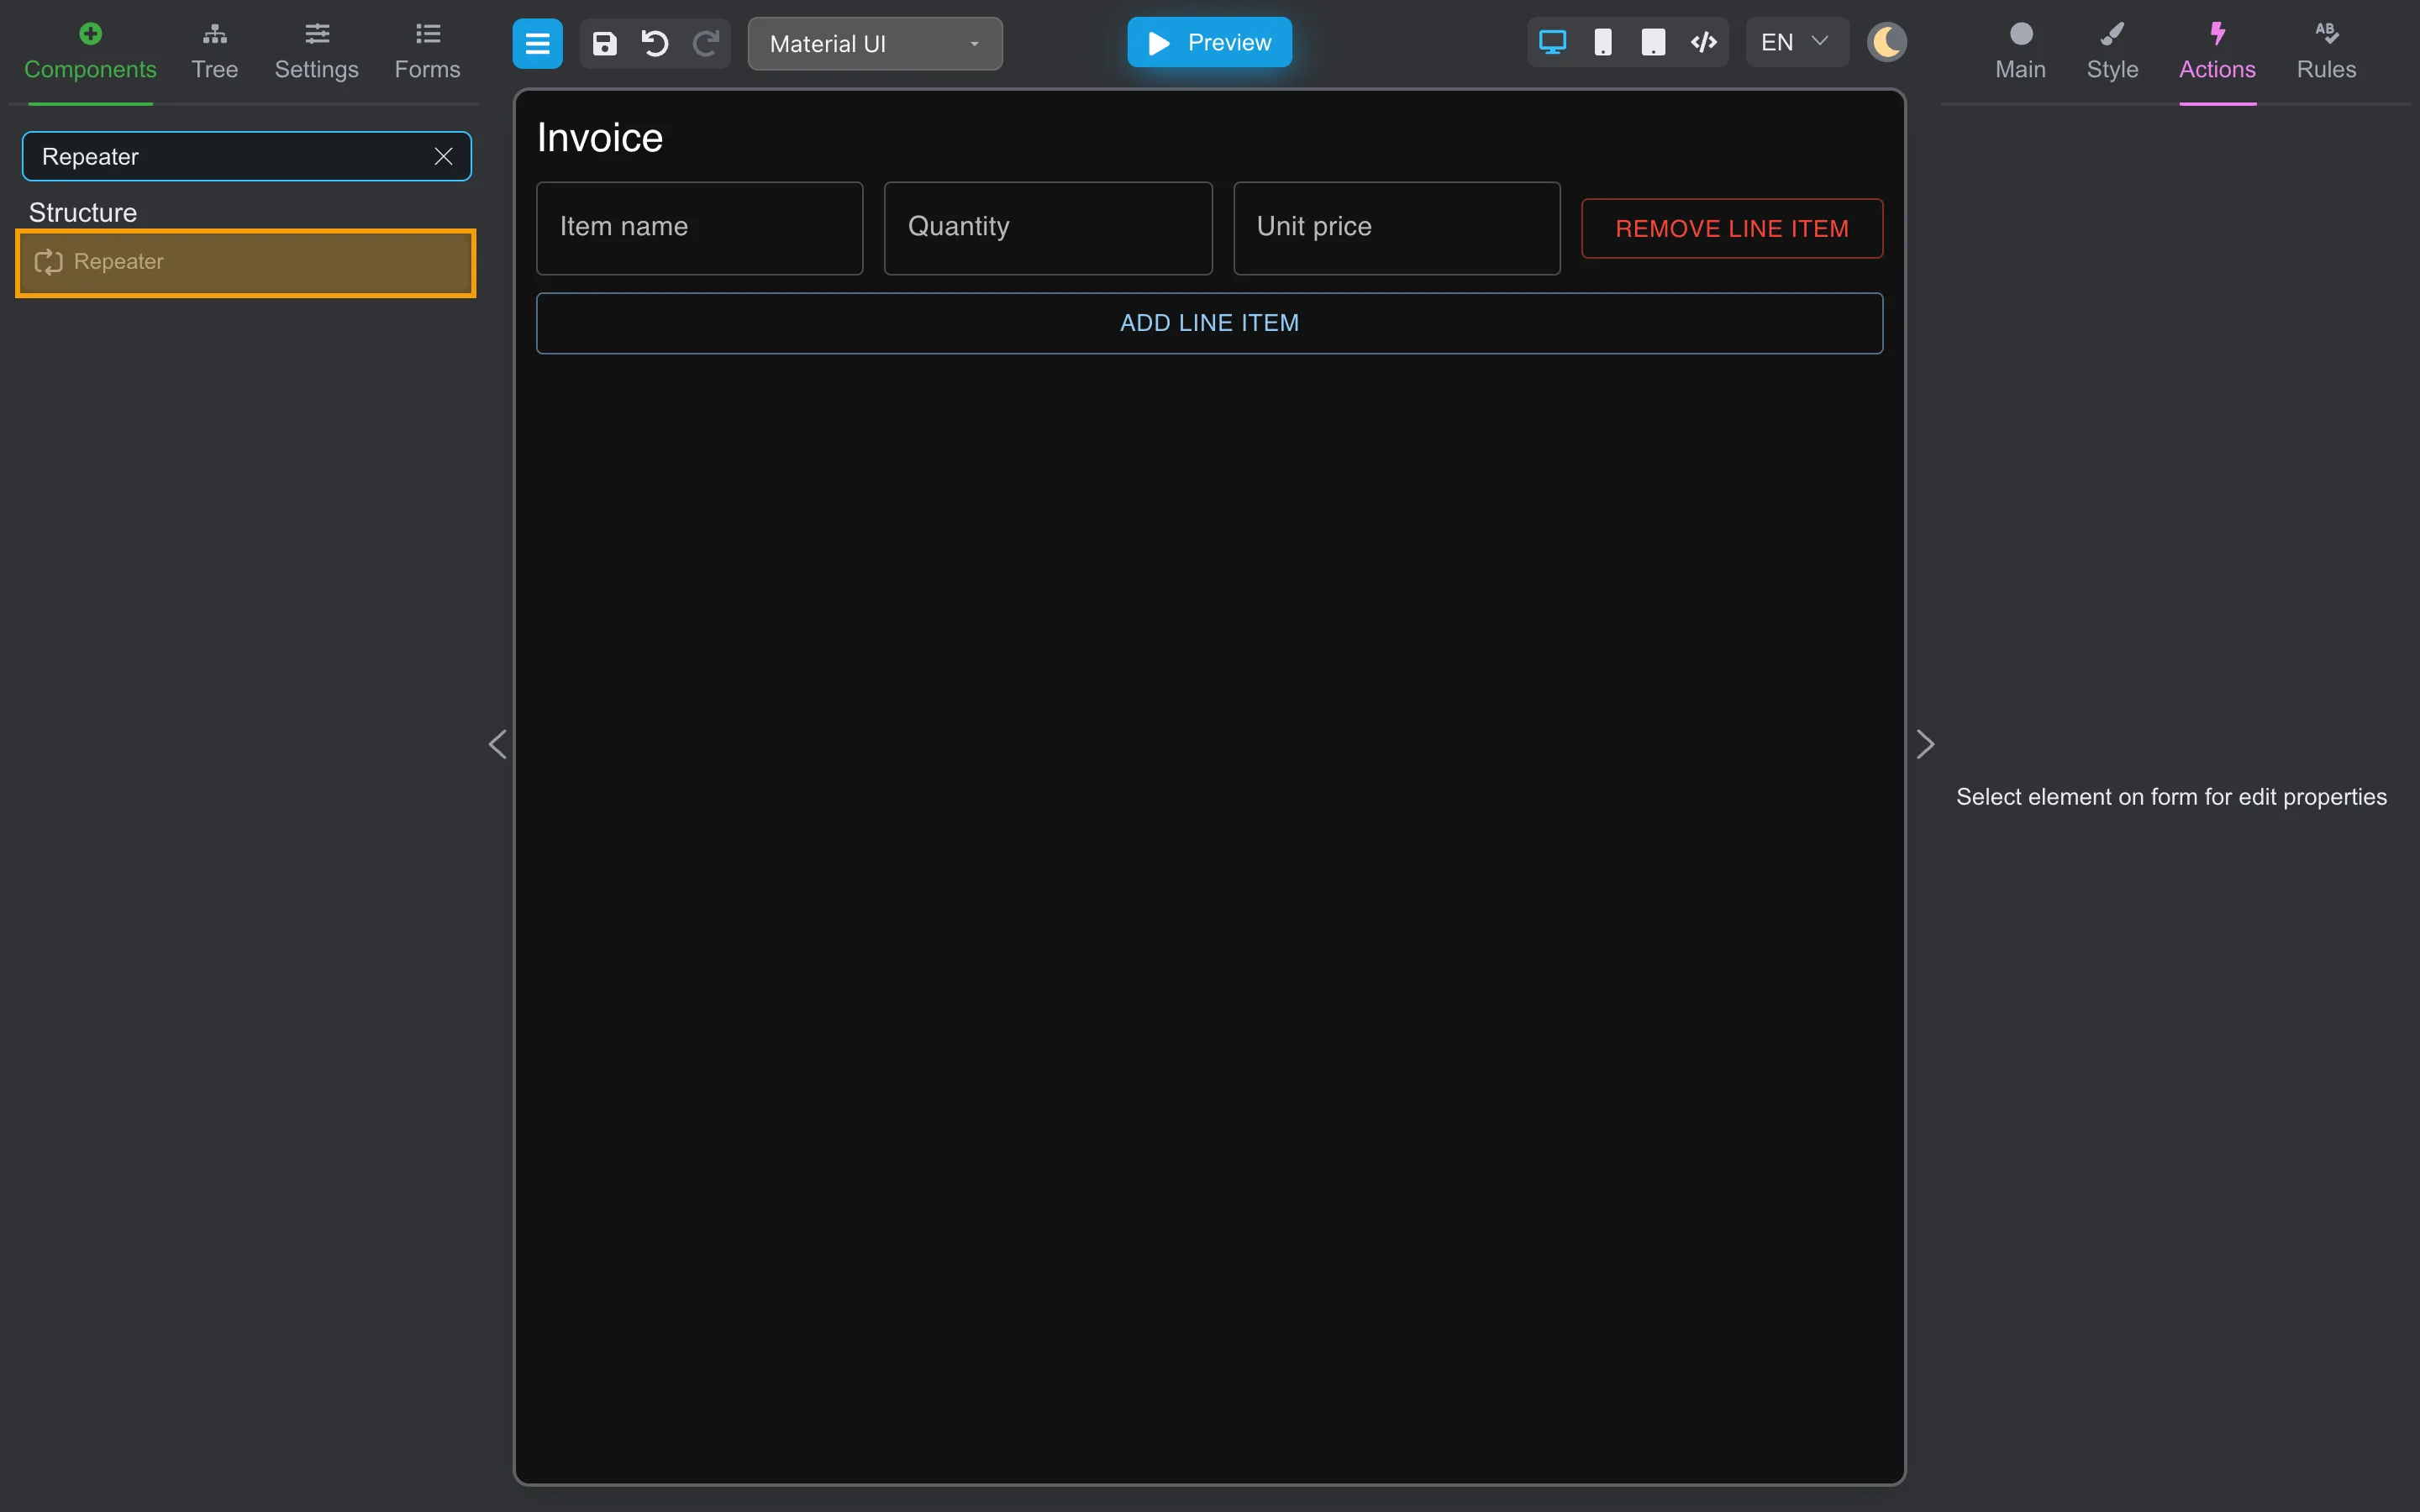 Components Tree Settings Forms
Material UI
Preview
EN
Main Style Actions Rules
Repeater
Structure
Repeater
Invoice
Item name Quantity Unit price REMOVE LINE ITEM
ADD LINE ITEM
Select element on form for edit properties